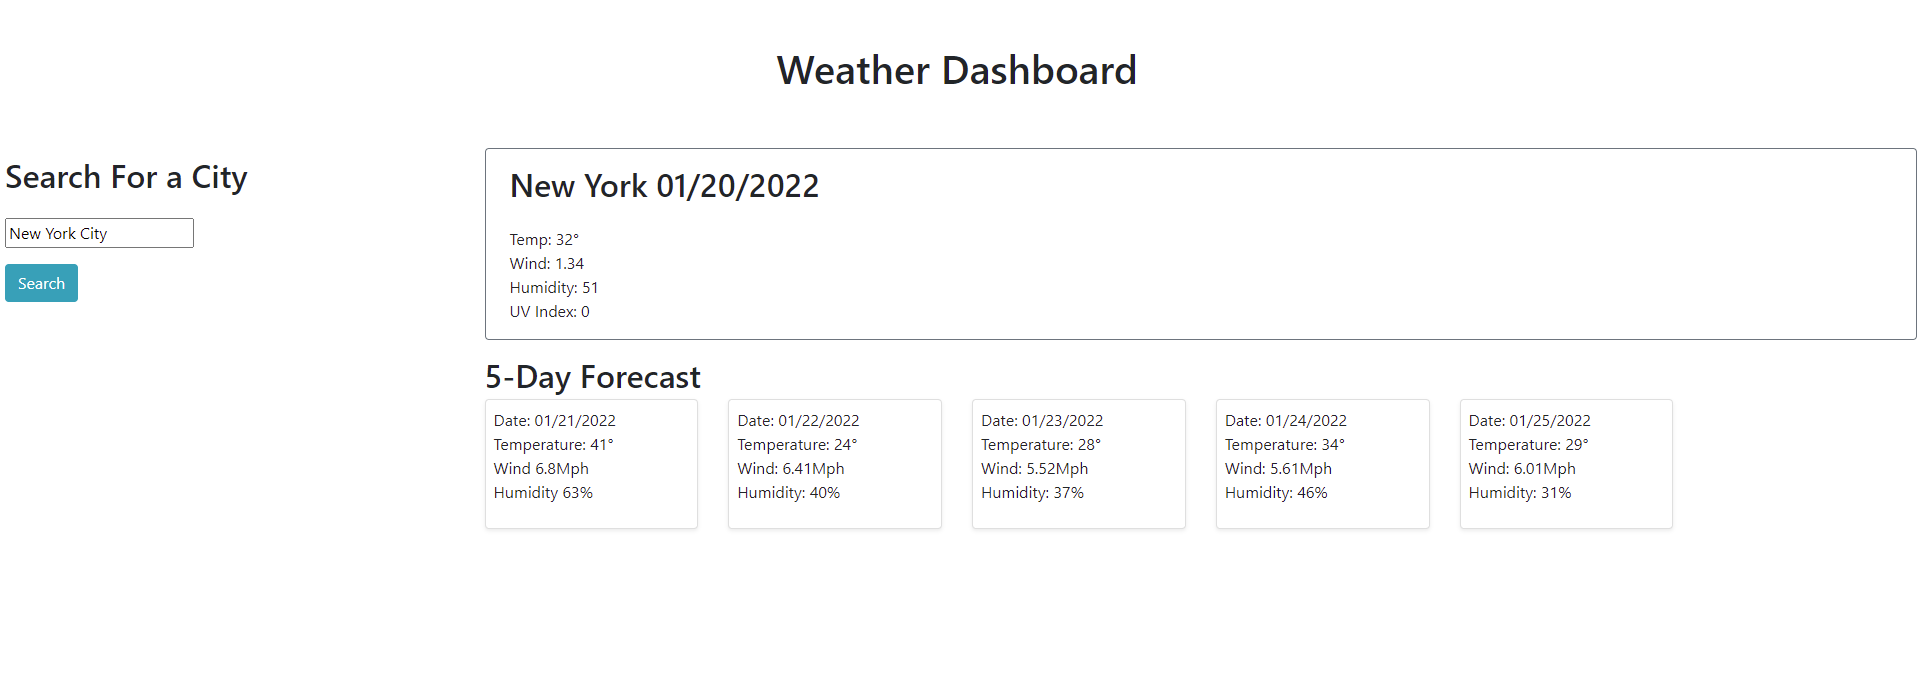 Weather Dashboard
Search For a City
New York City
Search
New York 01/20/2022
Temp: 32°
Wind: 1.34
Humidity: 51
UV Index: 0
5-Day Forecast
Date: 01/21/2022
Temperature: 41°
Wind 6.8Mph
Humidity 63%
Date: 01/22/2022
Temperature: 24°
Wind: 6.41Mph
Humidity: 40%
Date: 01/23/2022
Temperature: 28°
Wind: 5.52Mph
Humidity: 37%
Date: 01/24/2022
Temperature: 34°
Wind: 5.61Mph
Humidity: 46%
Date: 01/25/2022
Temperature: 29°
Wind: 6.01Mph
Humidity: 31%